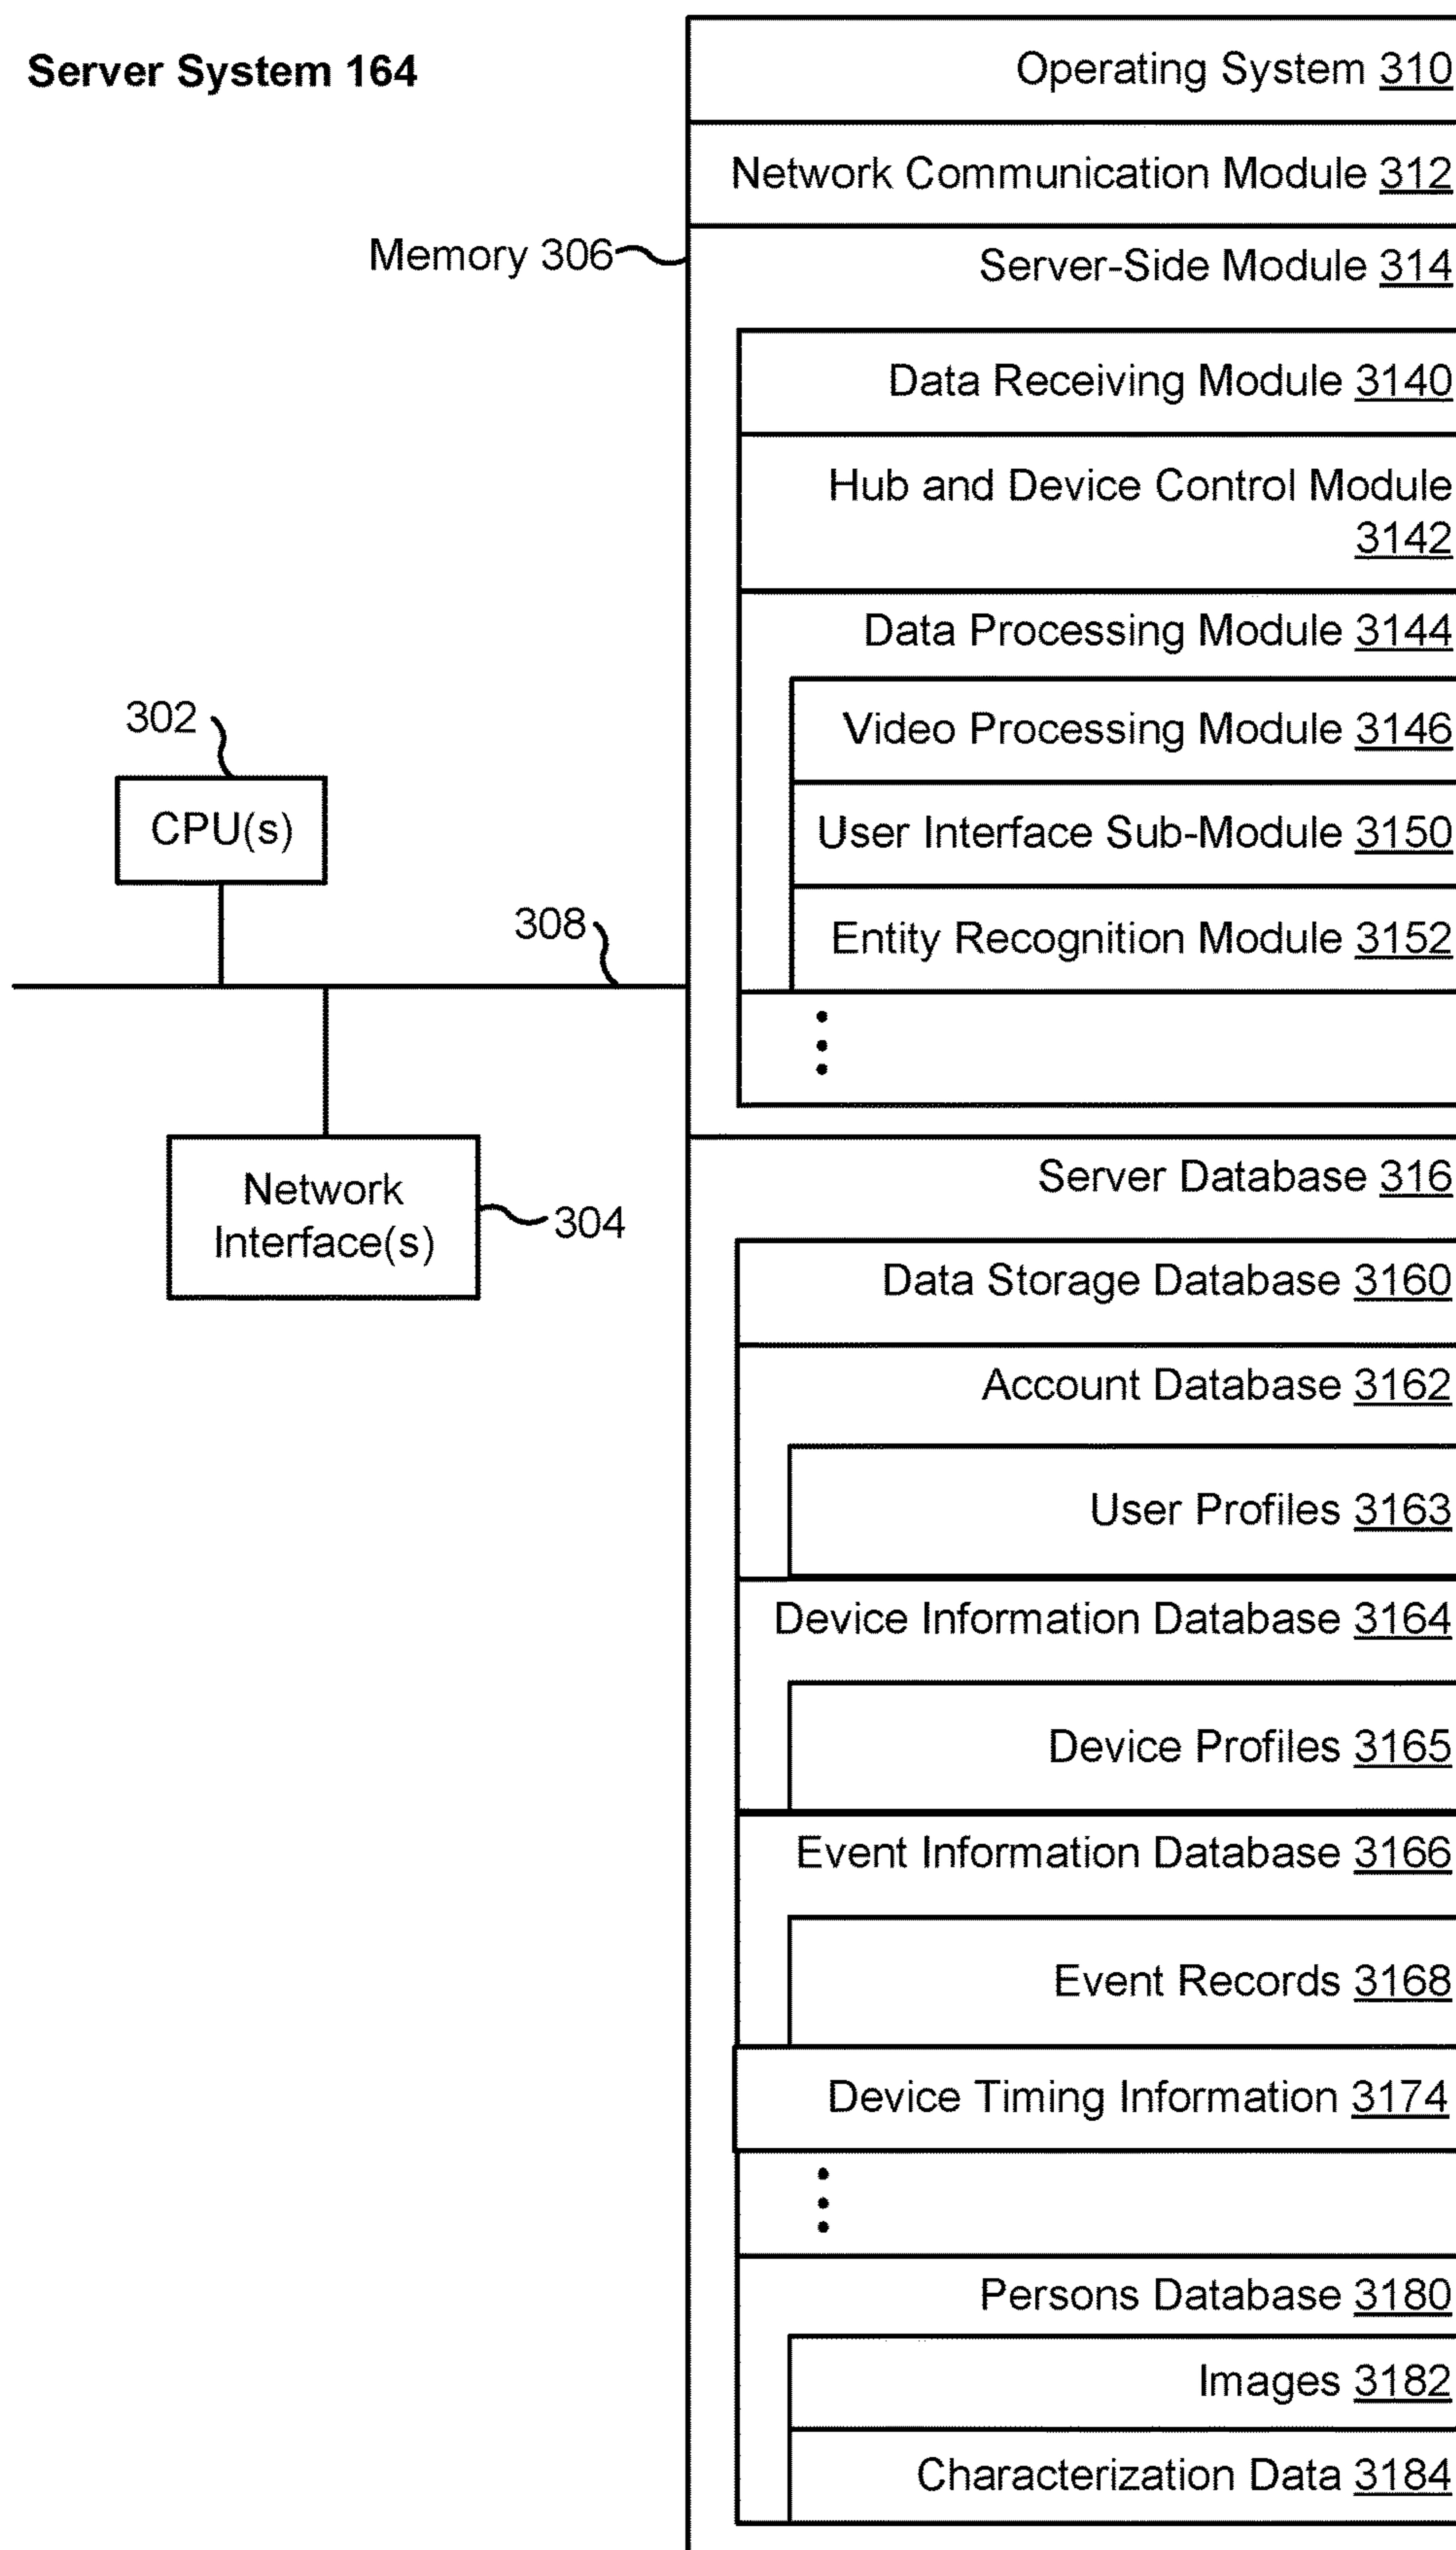 Server System 164
Operating System 310
Network Communication Module 312
Memory 306
Server-Side Module 314
Data Receiving Module 3140
Hub and Device Control Module
3142
Data Processing Module 3144
Video Processing Module 3146
User Interface Sub-Module 3150
Entity Recognition Module 3152
302
CPU(s)
308
Network
Interface(s)
304
Server Database 316
Data Storage Database 3160
Account Database 3162
User Profiles 3163
Device Information Database 3164
Device Profiles 3165
Event Information Database 3166
Event Records 3168
Device Timing Information 3174
Persons Database 3180
Images 3182
Characterization Data 3184